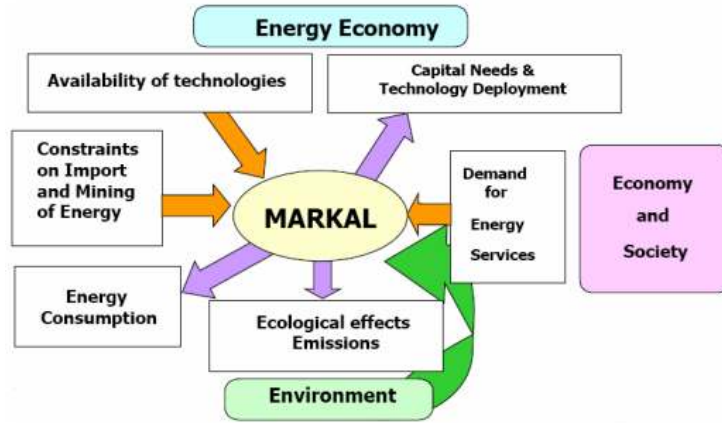 Energy Economy
Availability of technologies
Capital Needs &
Technology Deployment
Constraints
on Import
and Mining
of Energy
MARKAL
Demand
for
Energy
Services
Economy
and
Society
Energy
Consumption
Ecological effects
Emissions
Environment